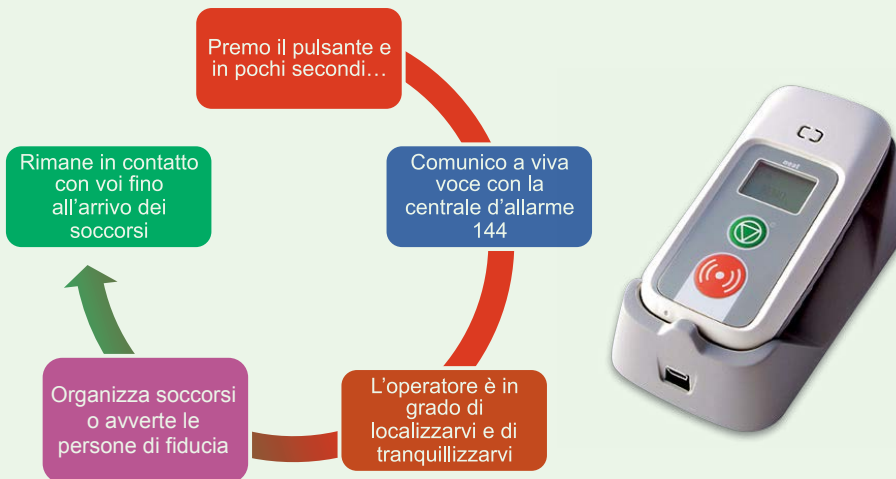 Premo il pulsante e
in pochi secondi…
Comunico a viva
voce con la
centrale d'allarme
144
L'operatore è in
grado di
localizzarvi e di
tranquillizzarvi
Organizza soccorsi
o avverte le
persone di fiducia
Rimane in contatto
con voi fino
all'arrivo dei
soccorsi